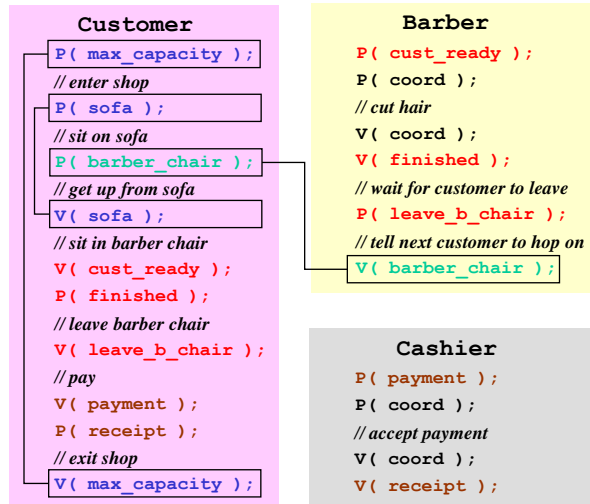 Customer
P( max_capacity );
// enter shop
P( sofa );
// sit on sofa
P( barber_chair );
// get up from sofa
V( sofa );
// sit in barber chair
V( cust_ready );
P( finished );
// leave barber chair
V( leave_b_chair );
// pay
V( payment );
P( receipt );
// exit shop
V( max_capacity );
Barber
P( cust_ready );
P( coord );
// cut hair
V( coord );
V( finished );
// wait for customer to leave
P( leave_b_chair );
// tell next customer to hop on
V( barber_chair );
Cashier
P( payment );
P( coord );
// accept payment
V( coord );
V( receipt );